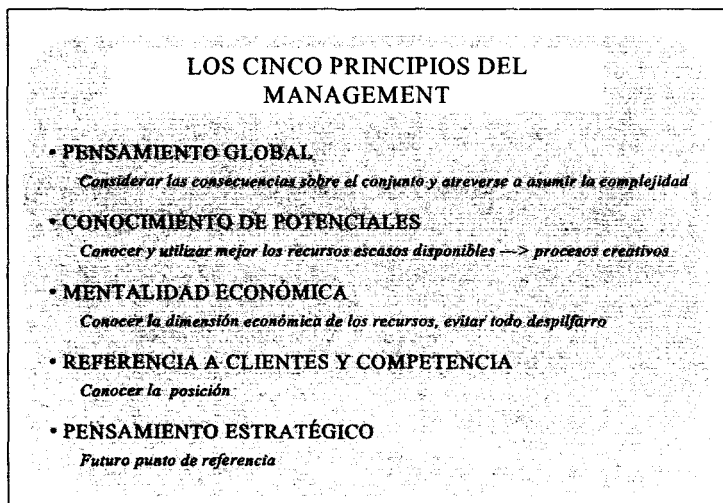 LOS CINCO PRINCIPIOS DEL
MANAGEMENT
• PENSAMIENTO GLOBAL
Considerar las consecuencias sobre el conjunto y atreverse a asumir la complejidad
• CONOCIMIENTO DE POTENCIALES
Conocer y utilizar mejor los recursos escasos disponibles —> procesos creativos
• MENTALIDAD ECONÓMICA
Conocer la dimensión económica de los recursos, evitar todo despilfarro
• REFERENCIA A CLIENTES Y COMPETENCIA
Conocer la posición
• PENSAMIENTO ESTRATÉGICO
Futuro punto de referencia